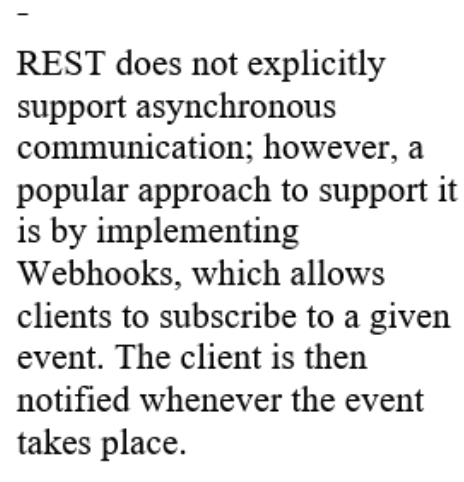 –
REST does not explicitly
support asynchronous
communication; however, a
popular approach to support it
is by implementing
Webhooks, which allows
clients to subscribe to a given
event. The client is then
notified whenever the event
takes place.